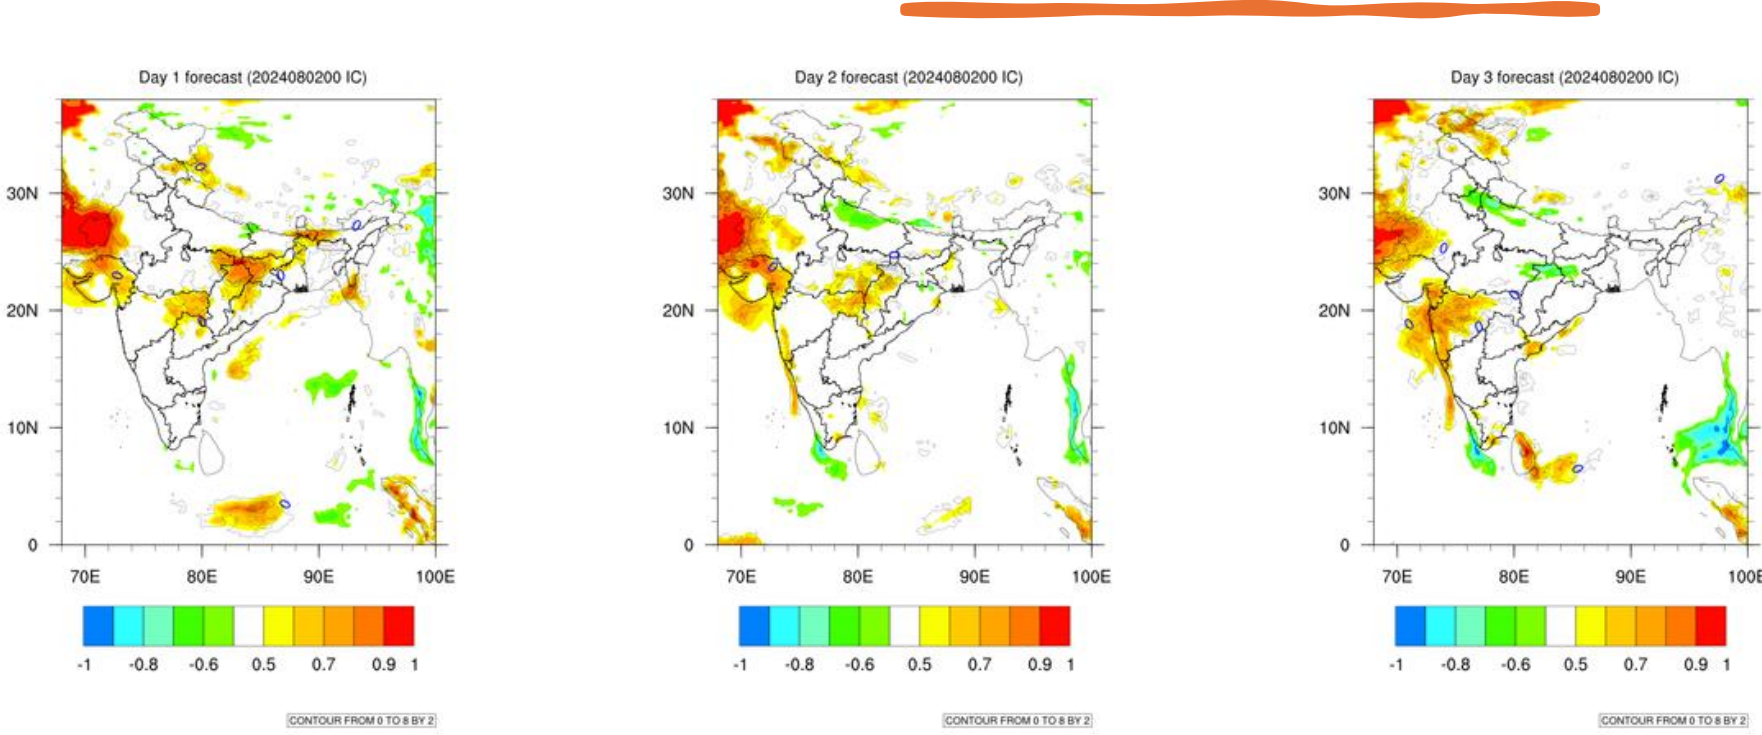 Day 1 forecast (2024080200 IC)
30N
20N
10N
0
70E 80E 90E 100E
-1 -0.8 -0.6 0.5 0.7 0.9 1
CONTOUR FROM 0 TO 8 BY 2
Day 2 forecast (2024080200 IC)
30N
20N
10N
0
70E 80E 90E 100E
-1 -0.8 -0.6 0.5 0.7 0.9 1
CONTOUR FROM 0 TO 8 BY 2
Day 3 forecast (2024080200 IC)
30N
20N
10N
0
70E 80E 90E 100E
-1 -0.8 -0.6 0.5 0.7 0.9 1
CONTOUR FROM 0 TO 8 BY 2